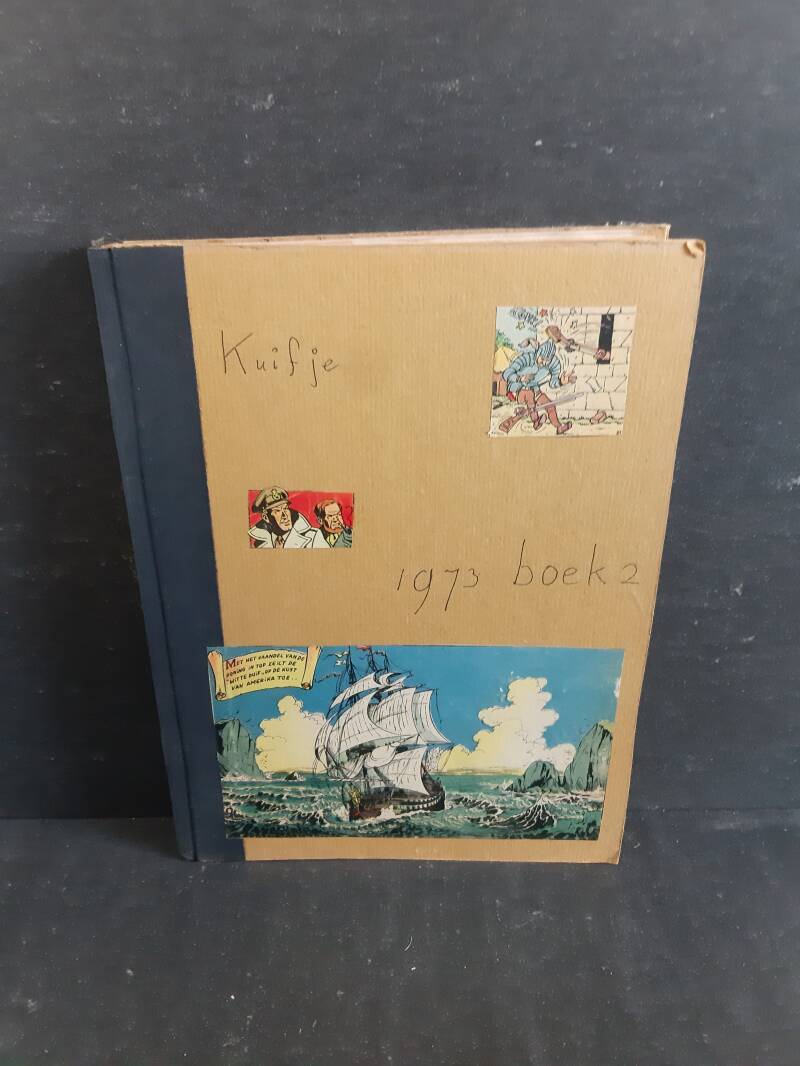 Kuifje
1973 boek 2
MET HET VAANDEL VAN DE
KONING IN TOP ZEILT DE
"WITTE DUIF" OP DE KUST
VAN AMERIKA TOE...